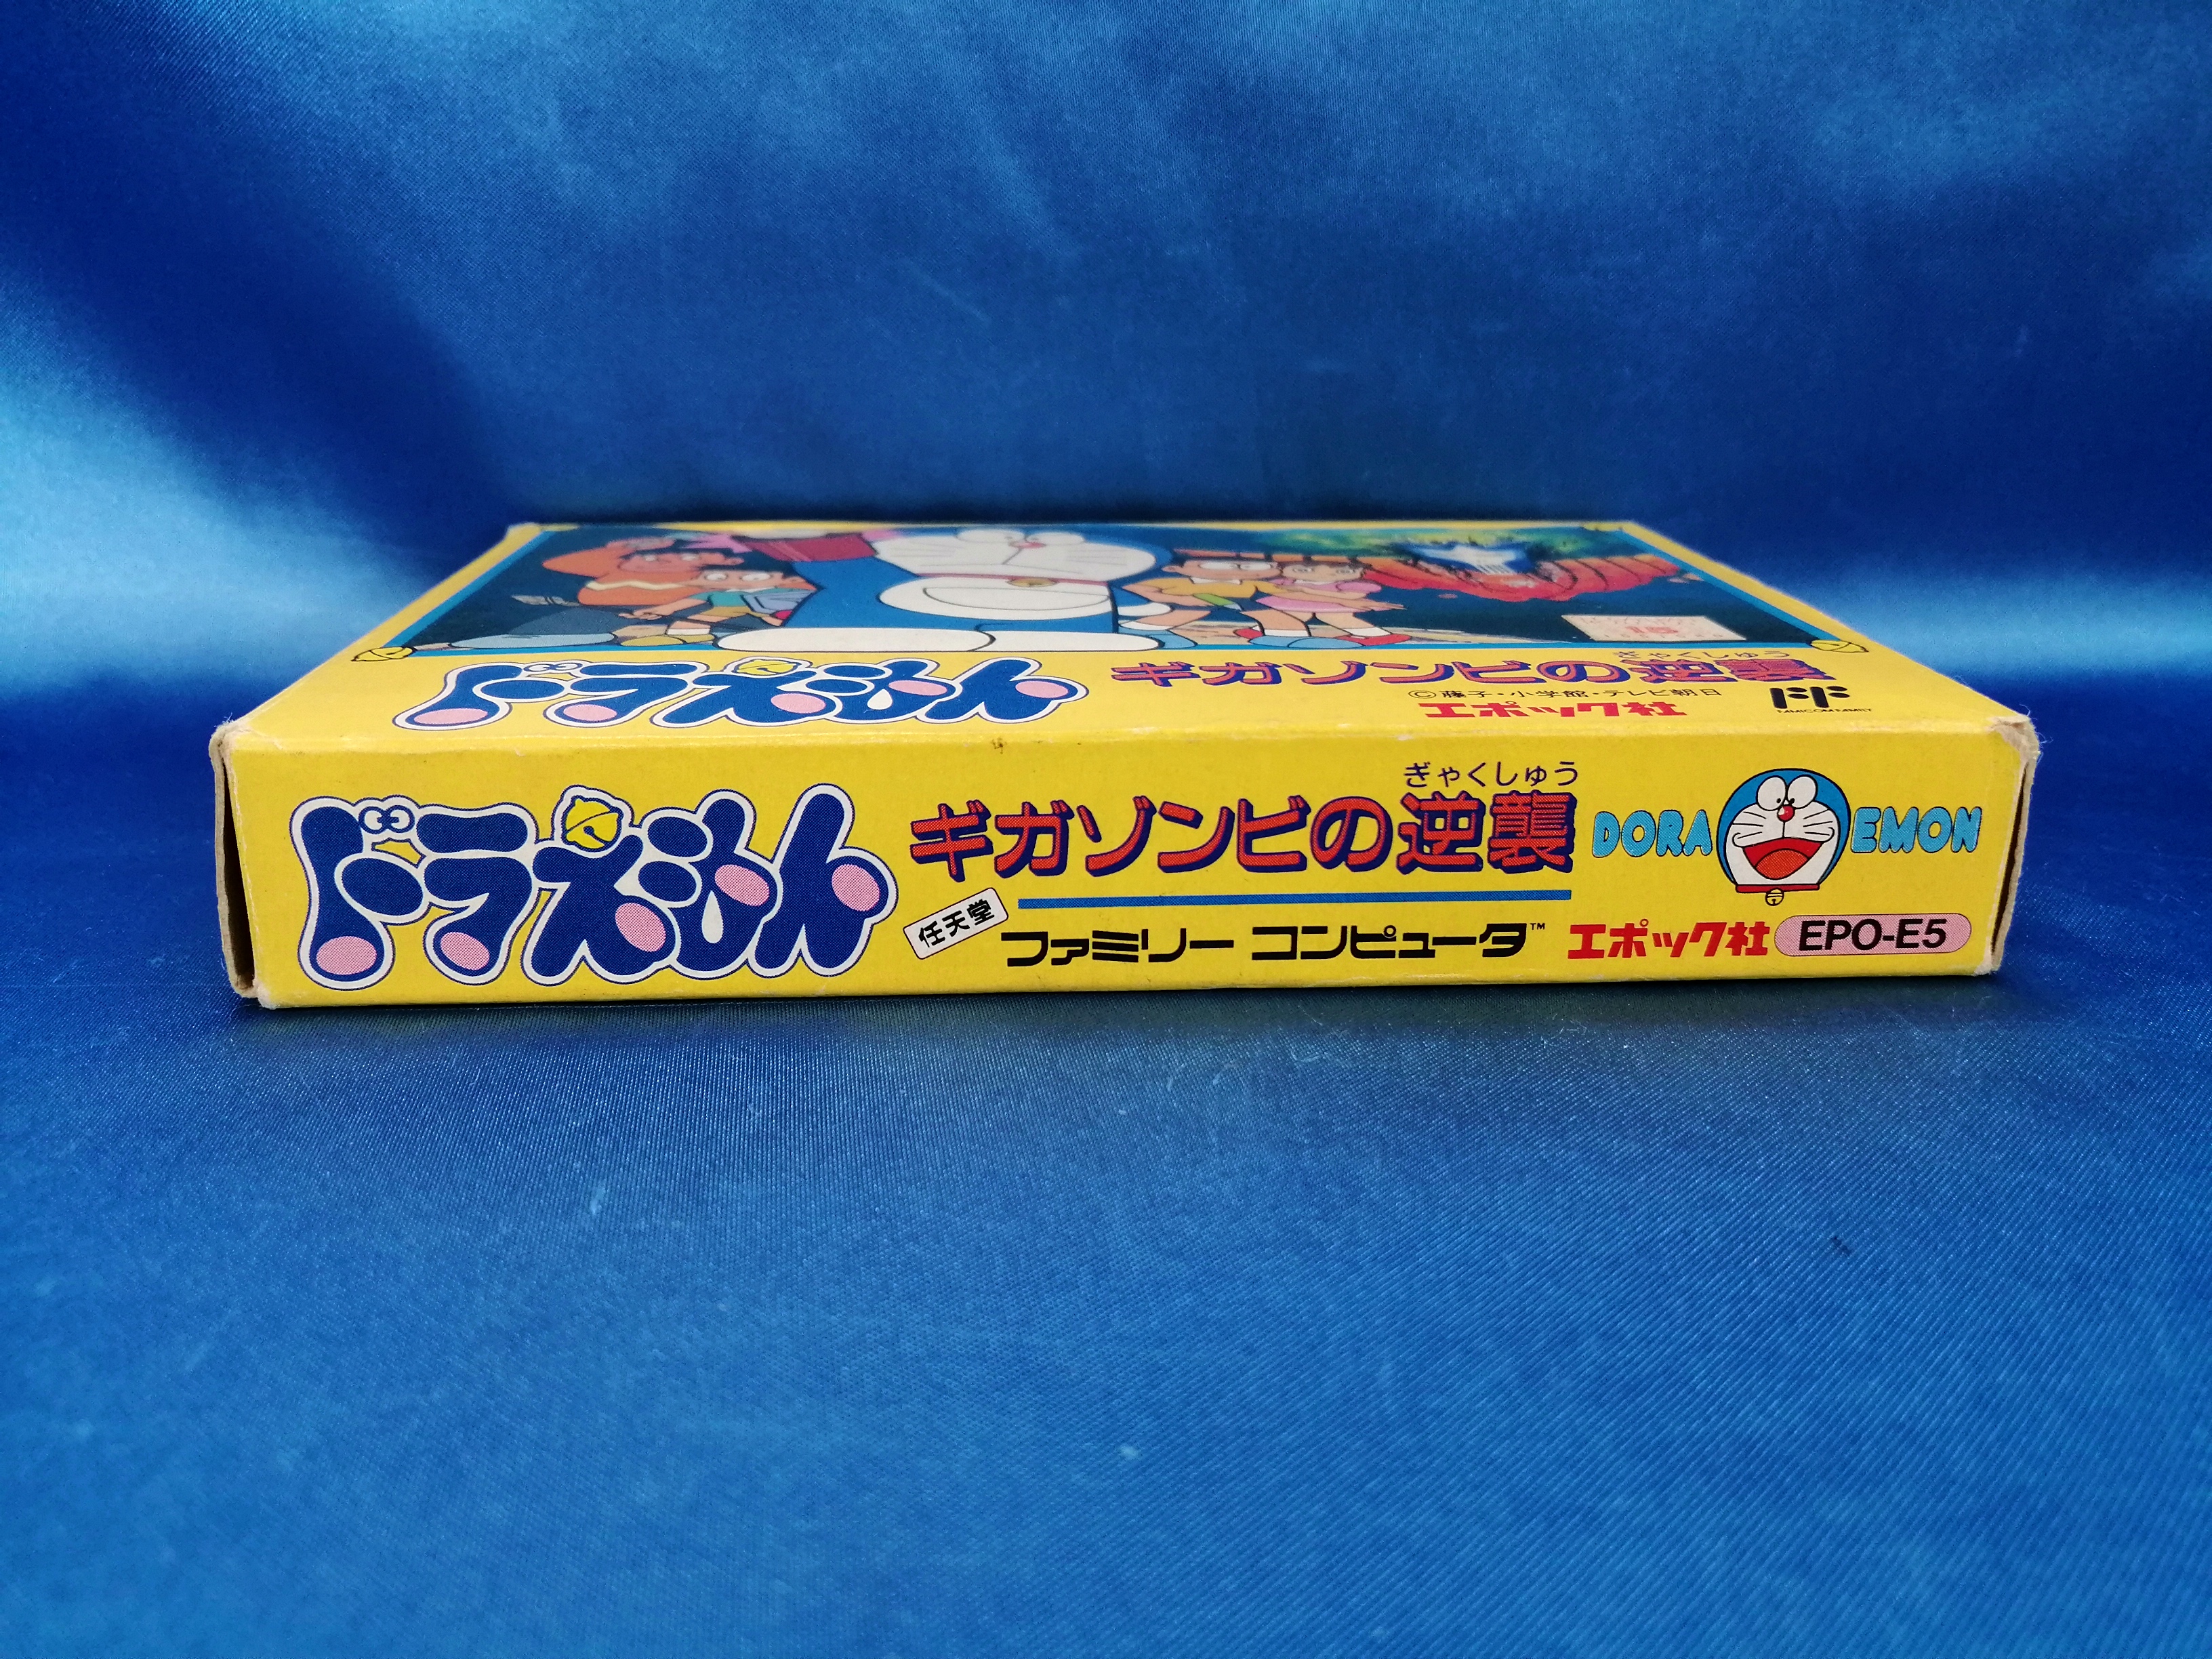 ドラえもん
ぎゃくしゅう
ギガゾンビの逆襲
©藤子・小学館・テレビ朝日
エポック社
FAMICOM FAMILY
ドラえもん
ぎゃくしゅう
ギガゾンビの逆襲
DORAEMON
任天堂
ファミリー コンピュータ™
エポック社
EPO-E5